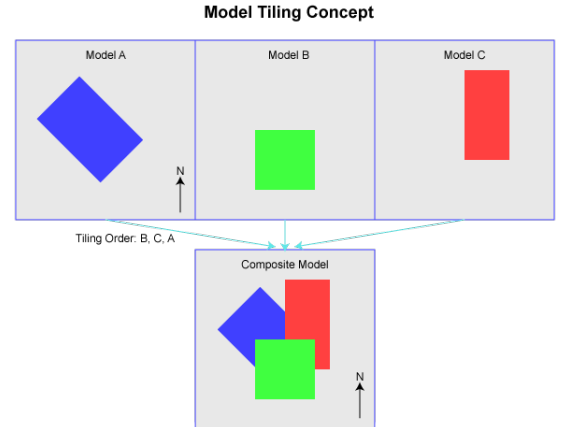 Model Tiling Concept
Model A
Model B
Model C
N
Tiling Order: B, C, A
Composite Model
N